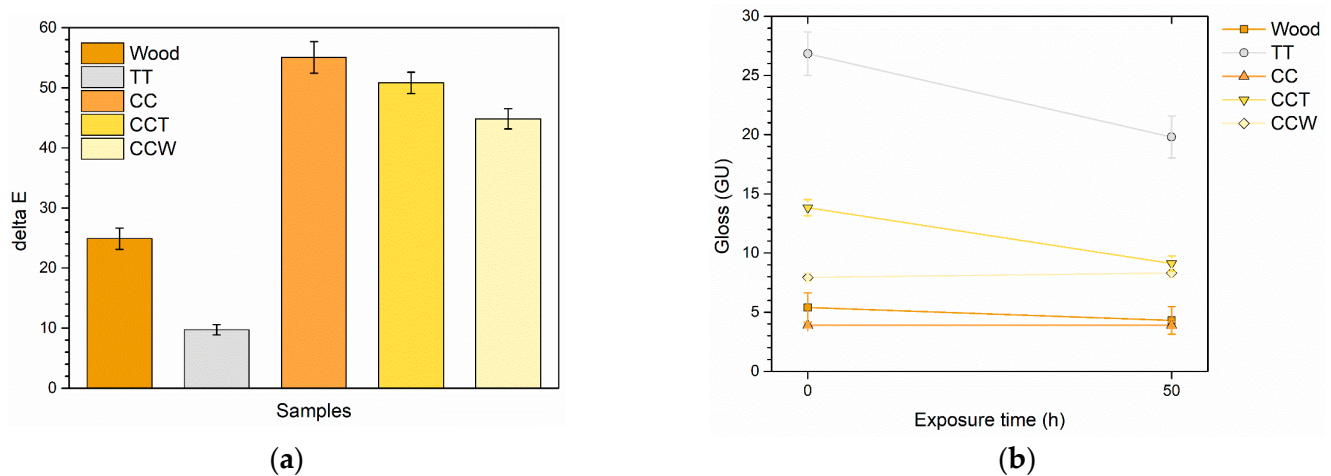 60
50
40
30
20
10
0
delta E
Wood
TT
CC
CCT
CCW
Samples
(a)
30
25
20
15
10
5
0
Gloss (GU)
0
50
Exposure time (h)
Wood
TT
CC
CCT
CCW
(b)